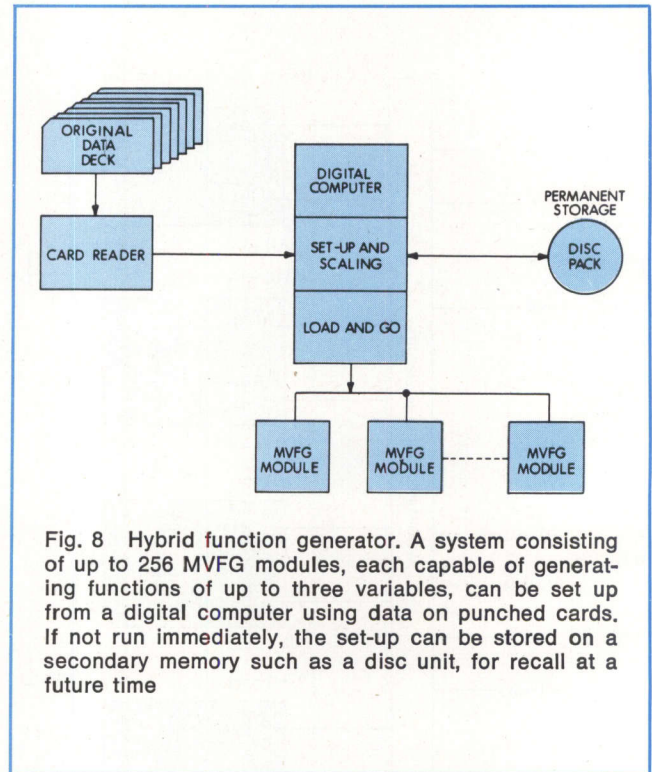 ORIGINAL
DATA
DECK
CARD READER
DIGITAL
COMPUTER
SET-UP AND
SCALING
LOAD AND GO
PERMANENT
STORAGE
DISC
PACK
MVFG
MODULE
MVFG
MODULE
MVFG
MODULE
Fig. 8 Hybrid function generator. A system consisting
of up to 256 MVFG modules, each capable of generat-
ing functions of up to three variables, can be set up
from a digital computer using data on punched cards.
If not run immediately, the set-up can be stored on a
secondary memory such as a disc unit, for recall at a
future time